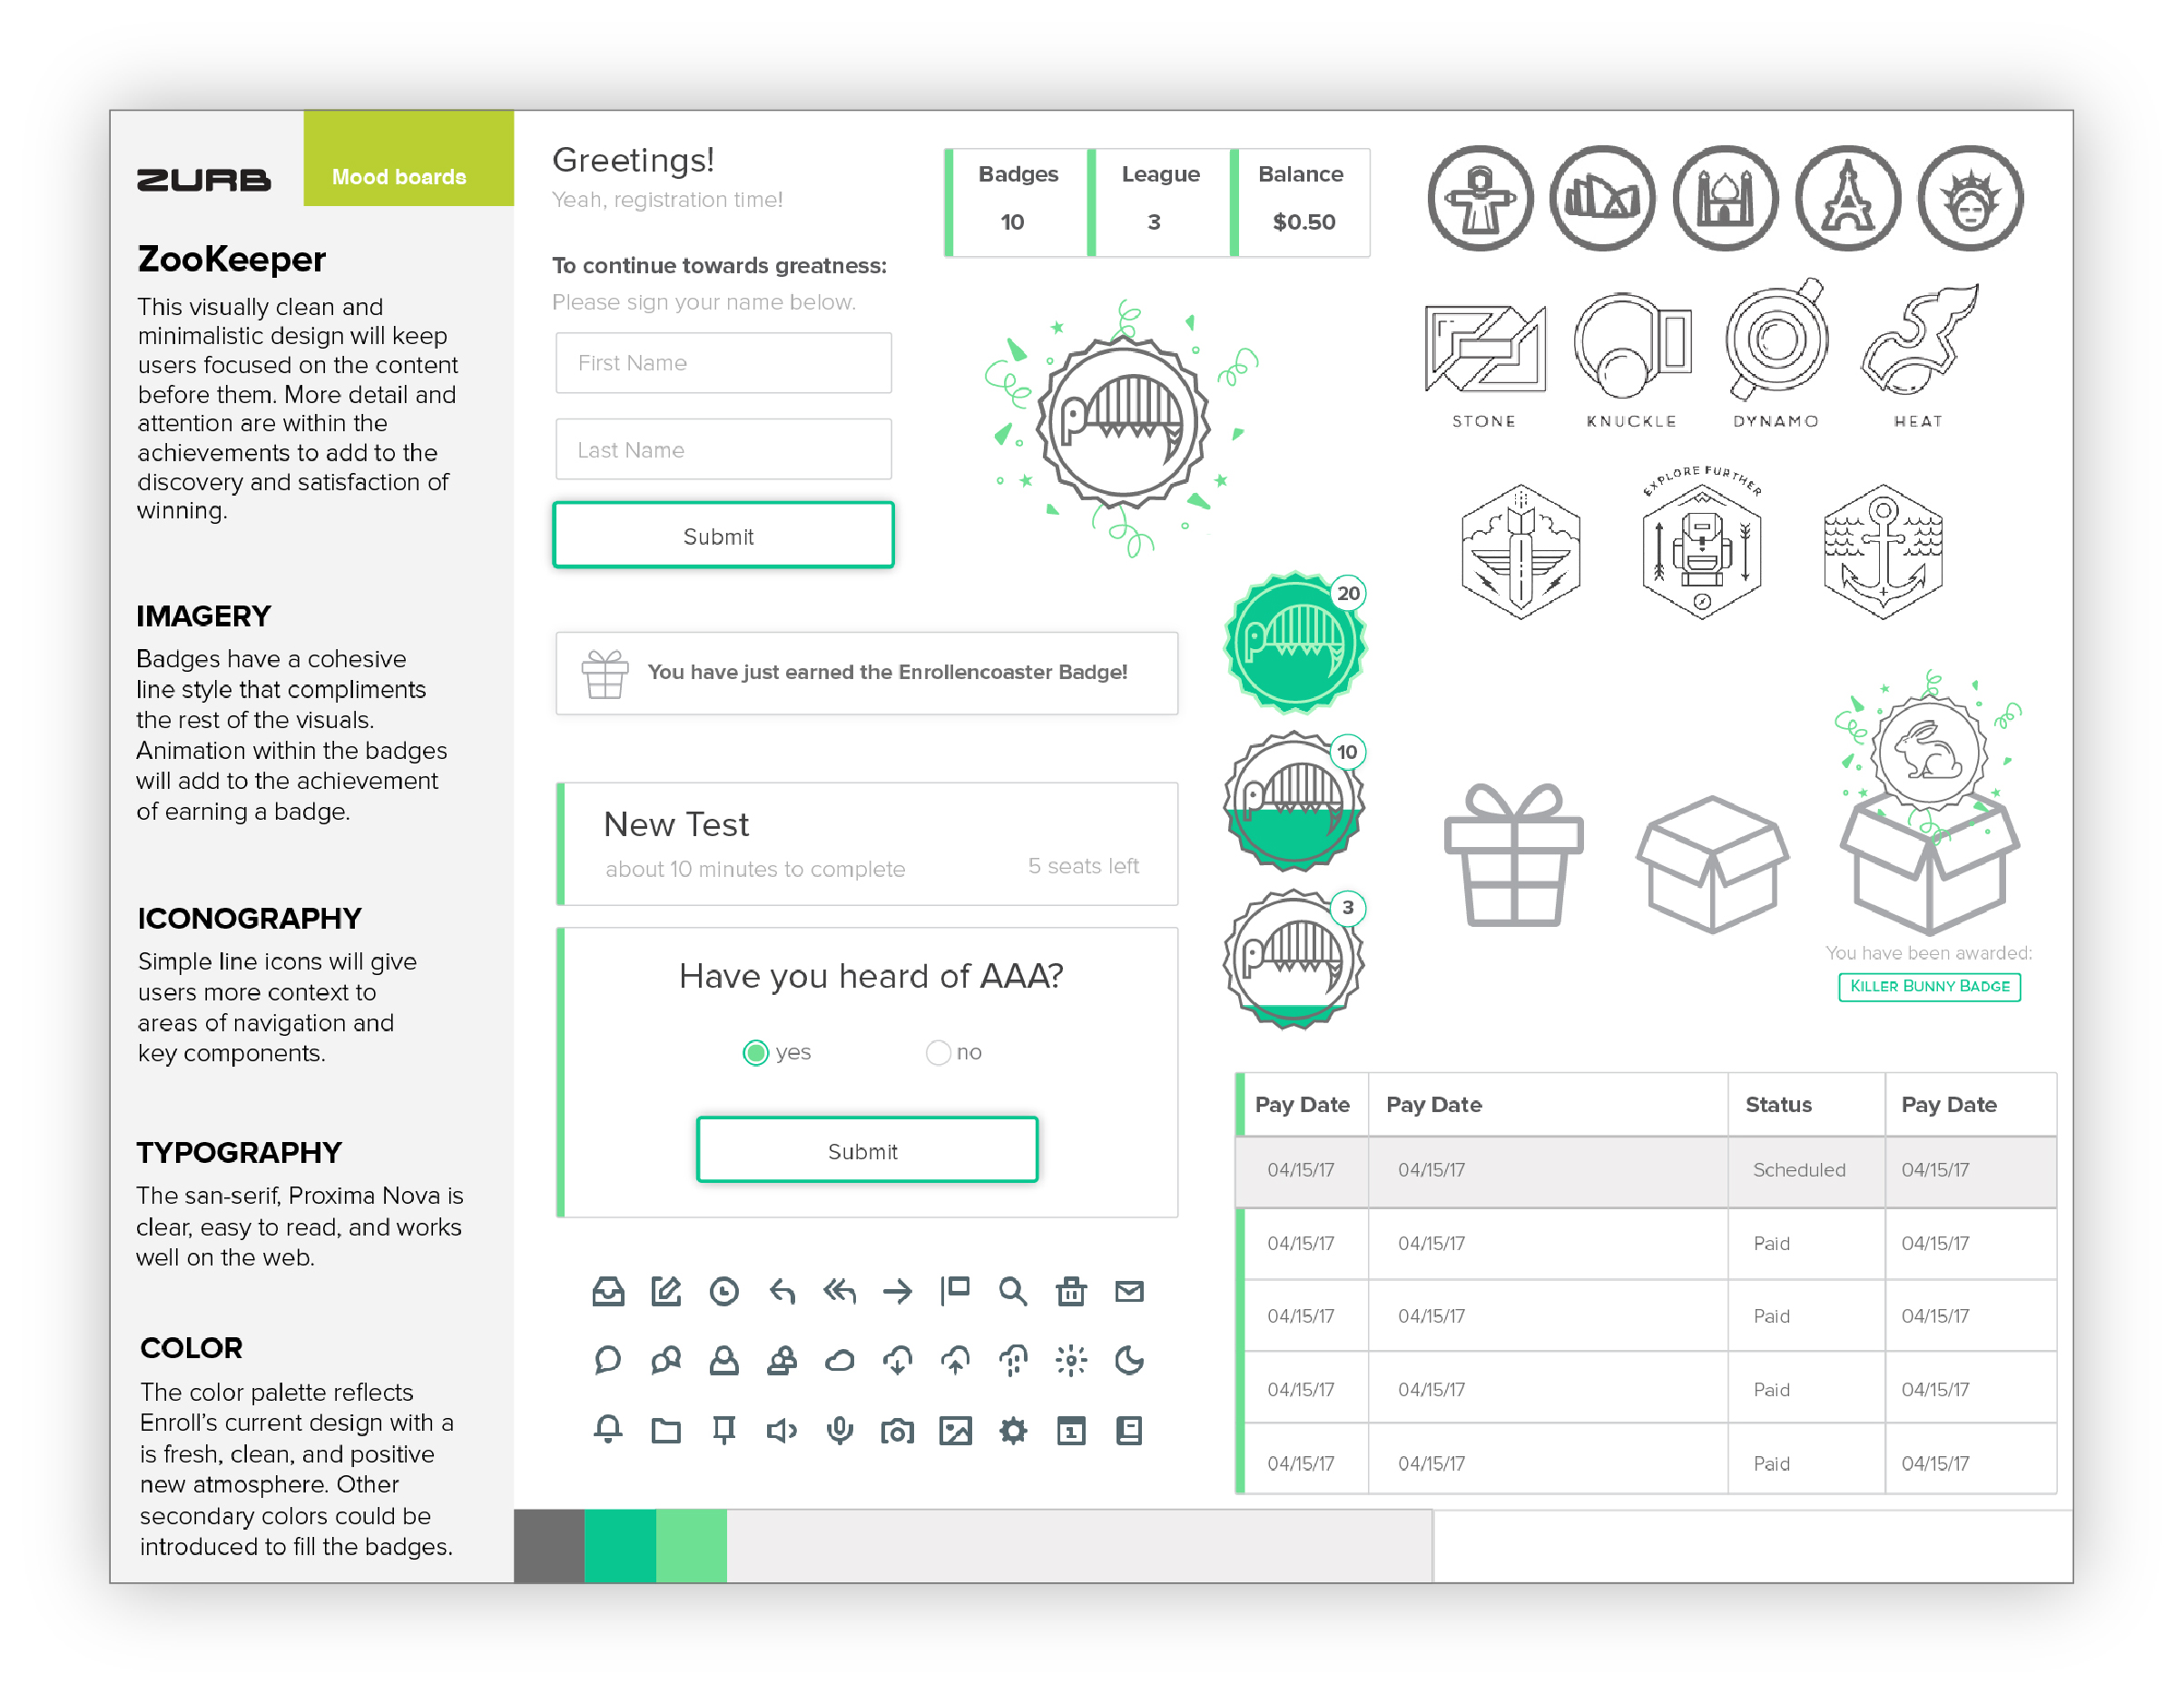 ZURB
Mood boards
ZooKeeper
This visually clean and
minimalistic design will keep
users focused on the content
before them. More detail and
attention are within the
achievements to add to the
discovery and satisfaction of
winning.
IMAGERY
Badges have a cohesive
line style that compliments
the rest of the visuals.
Animation within the badges
will add to the achievement
of earning a badge.
ICONOGRAPHY
Simple line icons will give
users more context to
areas of navigation and
key components.
TYPOGRAPHY
The san-serif, Proxima Nova is
clear, easy to read, and works
well on the web.
COLOR
The color palette reflects
Enroll's current design with a
is fresh, clean, and positive
new atmosphere. Other
secondary colors could be
introduced to fill the badges.
Greetings!
Yeah, registration time!
To continue towards greatness:
Please sign your name below.
First Name
Last Name
Submit
You have just earned the Enrollencoaster Badge!
New Test
about 10 minutes to complete
5 seats left
Have you heard of AAA?
yes no
Submit
1
Badges League Balance
10 3 $0.50
20
10
3
STONE KNUCKLE DYNAMO HEAT
EXPLORE FURTHER
You have been awarded:
KILLER BUNNY BADGE
Pay Date Pay Date Status Pay Date
04/15/17 04/15/17 Scheduled 04/15/17
04/15/17 04/15/17 Paid 04/15/17
04/15/17 04/15/17 Paid 04/15/17
04/15/17 04/15/17 Paid 04/15/17
04/15/17 04/15/17 Paid 04/15/17